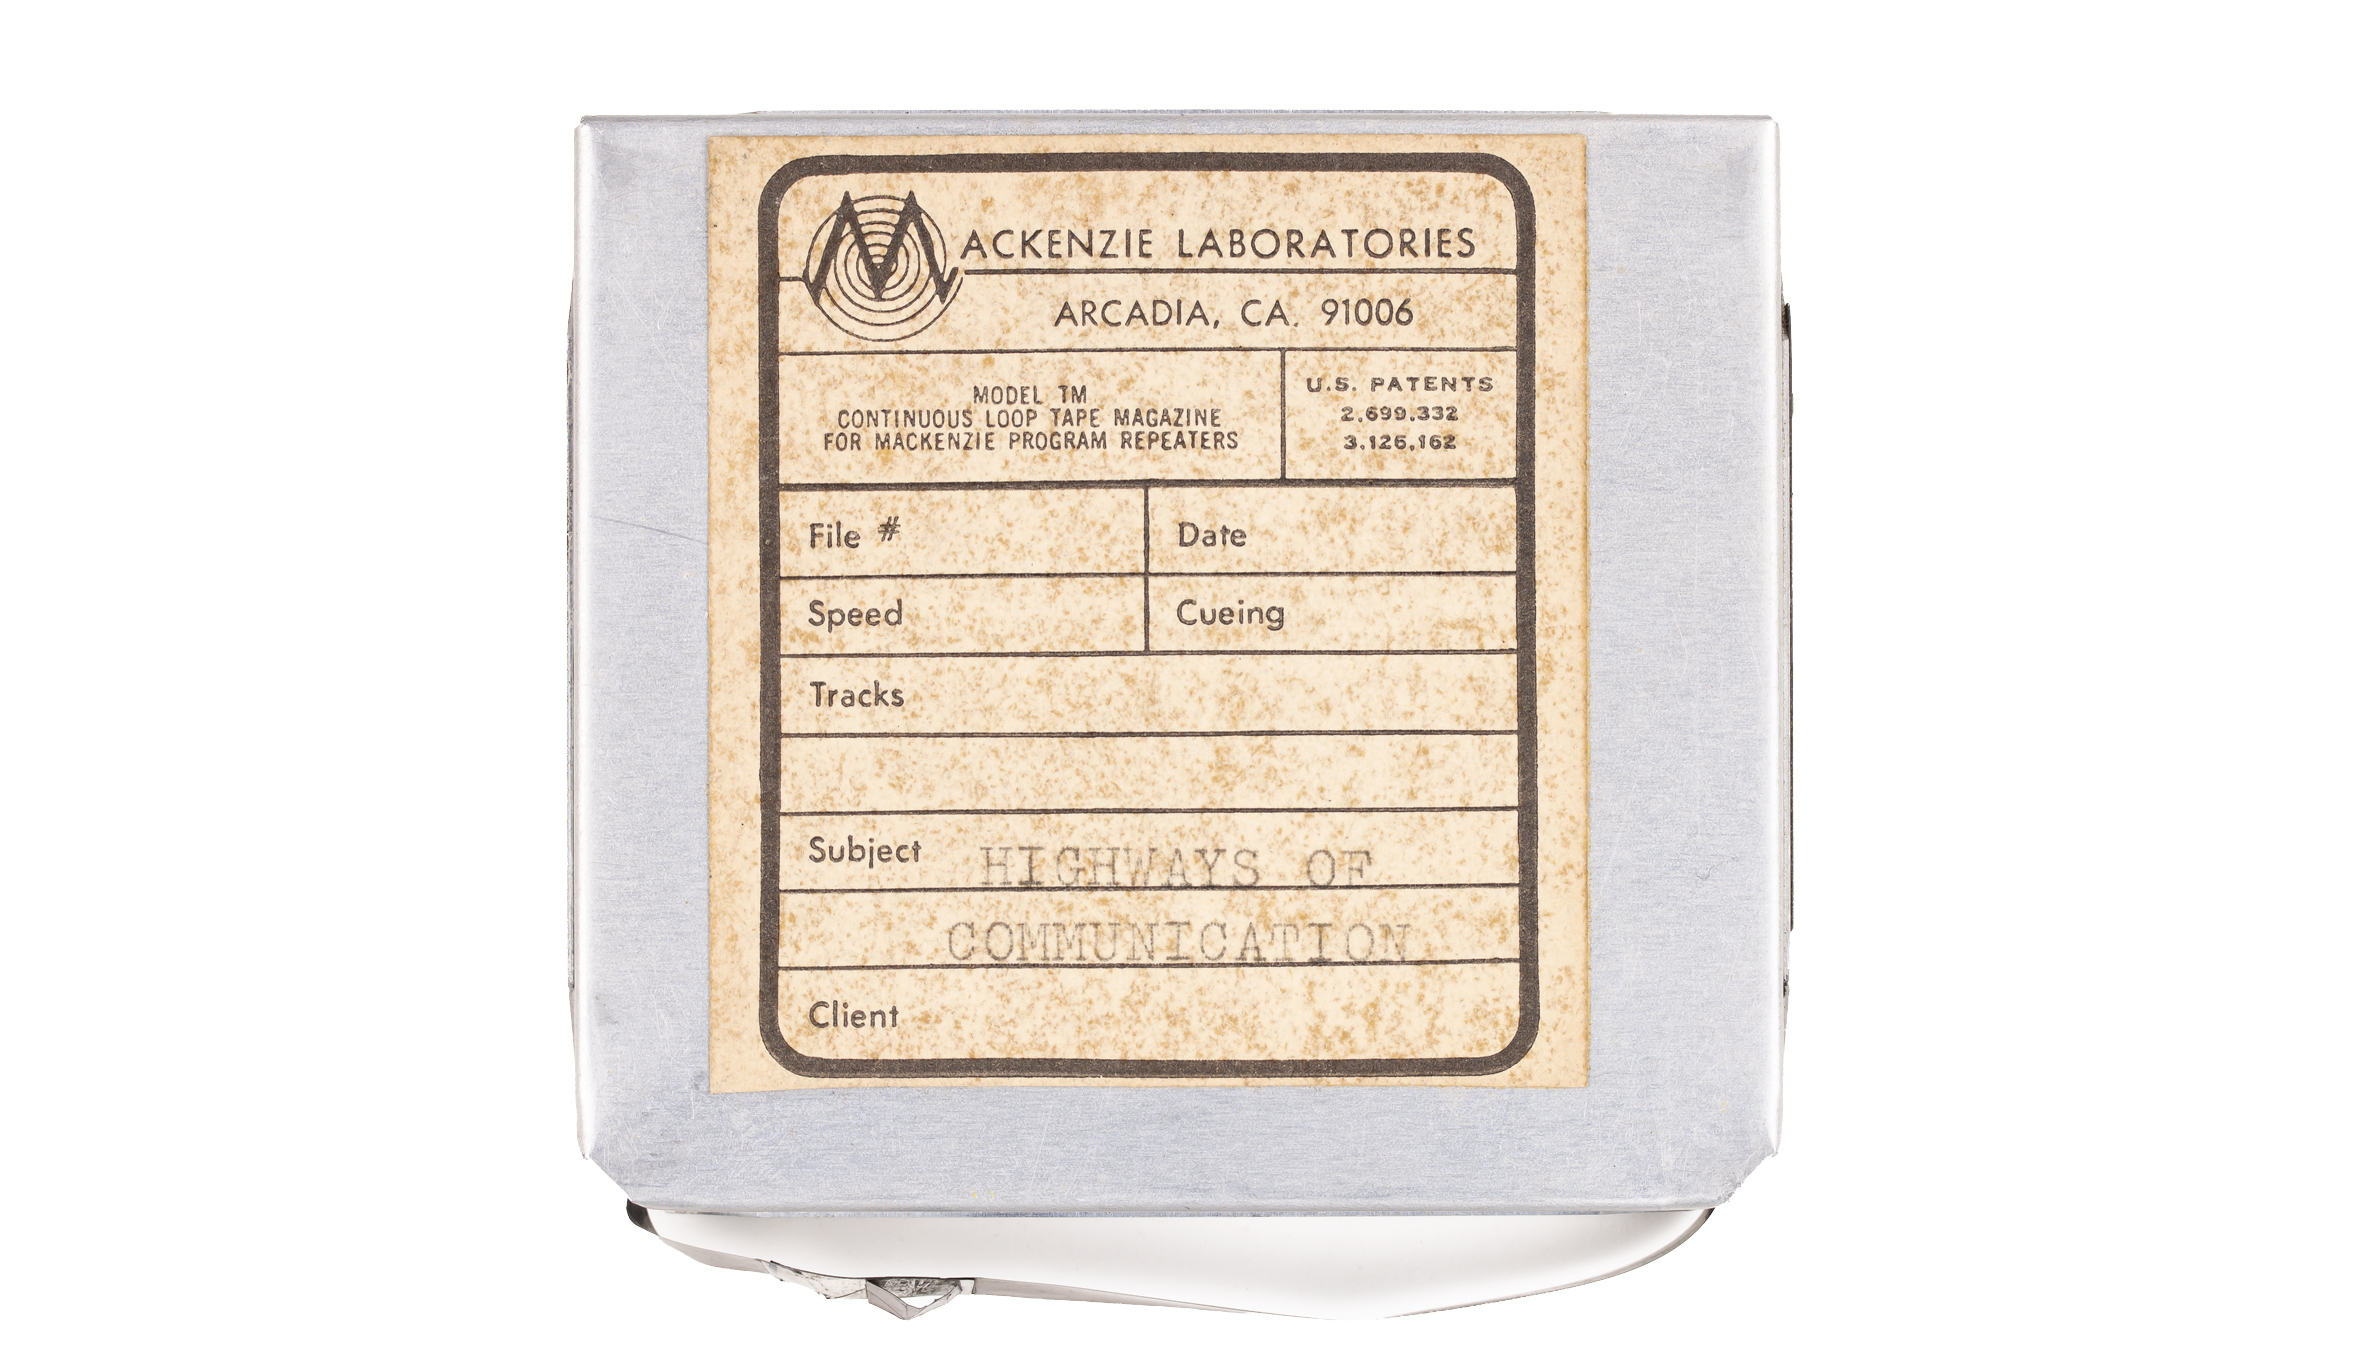 MACKENZIE LABORATORIES
ARCADIA, CA. 91006
MODEL TM
CONTINUOUS LOOP TAPE MAGAZINE
FOR MACKENZIE PROGRAM REPEATERS
U.S. PATENTS
2,699,332
3,126,162
File #
Date
Speed
Cueing
Tracks
Subject HIGHWAYS OF
COMMUNICATION
Client